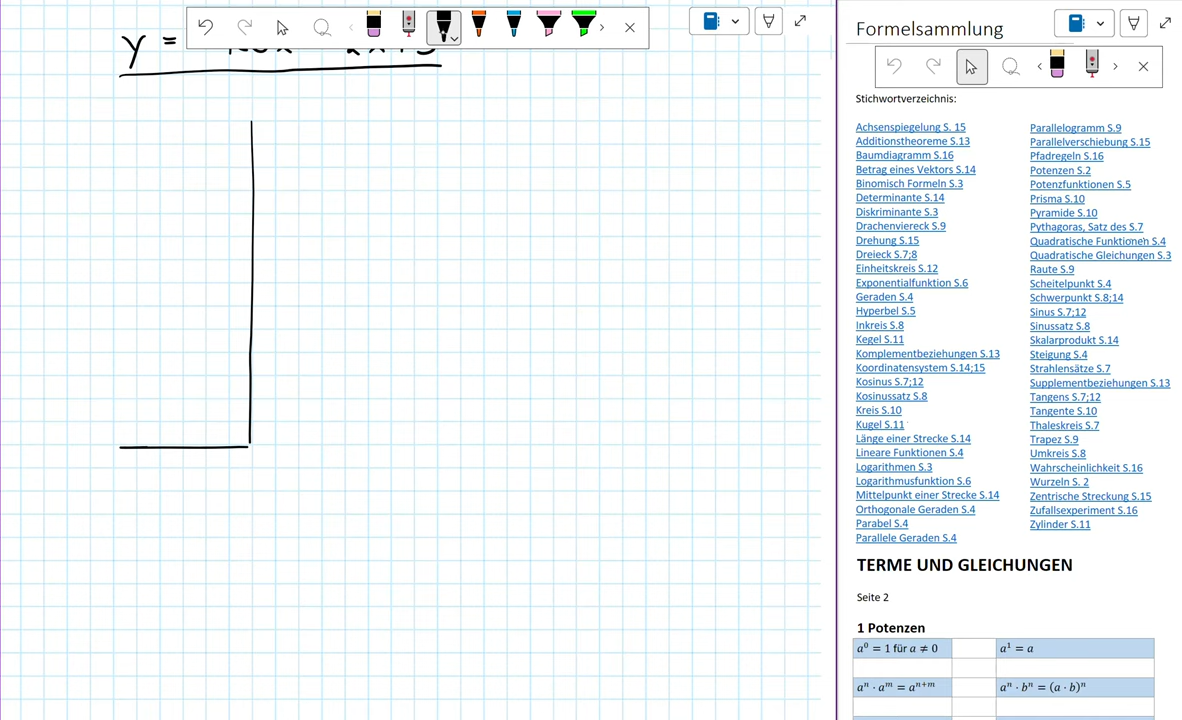 y =
Formelsammlung
Stichwortverzeichnis:
Achsenspiegelung S. 15
Additionstheoreme S.13
Baumdiagramm S.16
Betrag eines Vektors S.14
Binomisch Formeln S.3
Determinante S.14
Diskriminante S.3
Drachenviereck S.9
Drehung S.15
Dreieck S.7;8
Einheitskreis S.12
Exponentialfunktion S.6
Geraden S.4
Hyperbel S.5
Inkreis S.8
Kegel S.11
Komplementbeziehungen S.13
Koordinatensystem S.14;15
Kosinus S.7;12
Kosinussatz S.8
Kreis S.10
Kugel S.11
Länge einer Strecke S.14
Lineare Funktionen S.4
Logarithmen S.3
Logarithmusfunktion S.6
Mittelpunkt einer Strecke S.14
Orthogonale Geraden S.4
Parabel S.4
Parallele Geraden S.4
Parallelogramm S.9
Parallelverschiebung S.15
Pfadregeln S.16
Potenzen S.2
Potenzfunktionen S.5
Prisma S.10
Pyramide S.10
Pythagoras, Satz des S.7
Quadratische Funktionen S.4
Quadratische Gleichungen S.3
Raute S.9
Scheitelpunkt S.4
Schwerpunkt S.8;14
Sinus S.7;12
Sinussatz S.8
Skalarprodukt S.14
Steigung S.4
Strahlensätze S.7
Supplementbeziehungen S.13
Tangens S.7;12
Tangente S.10
Thaleskreis S.7
Trapez S.9
Umkreis S.8
Wahrscheinlichkeit S.16
Wurzeln S. 2
Zentrische Streckung S.15
Zufallsexperiment S.16
Zylinder S.11
TERME UND GLEICHUNGEN
Seite 2
1 Potenzen
a⁰ = 1 für a ≠ 0 a¹ = a
aⁿ · aᵐ = aⁿ⁺ᵐ aⁿ · bⁿ = (a · b)ⁿ